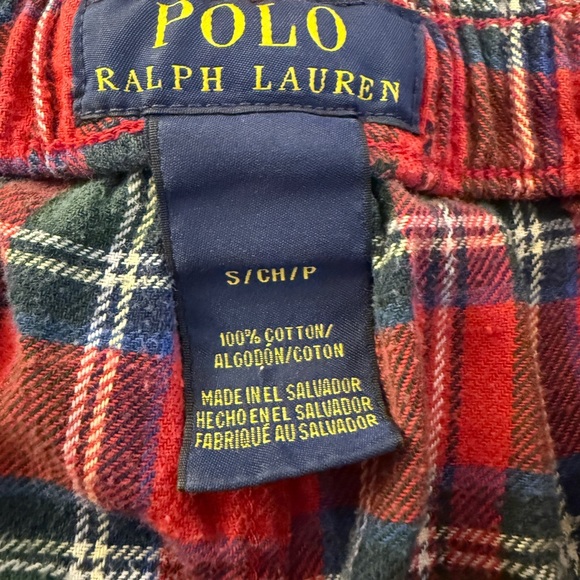 POLO
RALPH LAUREN
S/CH/P
100% COTTON/
ALGODÓN/COTON
MADE IN EL SALVADOR
HECHO EN EL SALVADOR
FABRIQUÉ AU SALVADOR